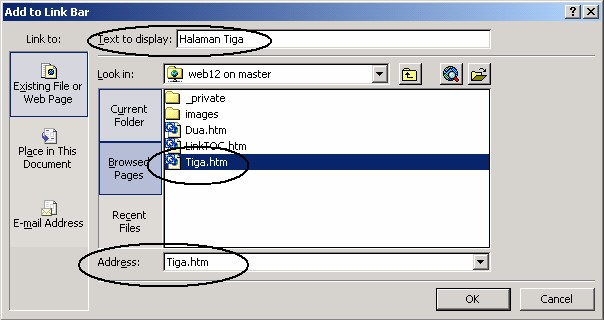 Add to Link Bar
Link to:
Text to display: Halaman Tiga
Existing File or
Web Page
Place in This
Document
E-mail Address
Look in: web12 on master
Current
Folder
Browsed
Pages
Recent
Files
_private
images
Dua.htm
LinkTOC.htm
Tiga.htm
Address: Tiga.htm
OK
Cancel